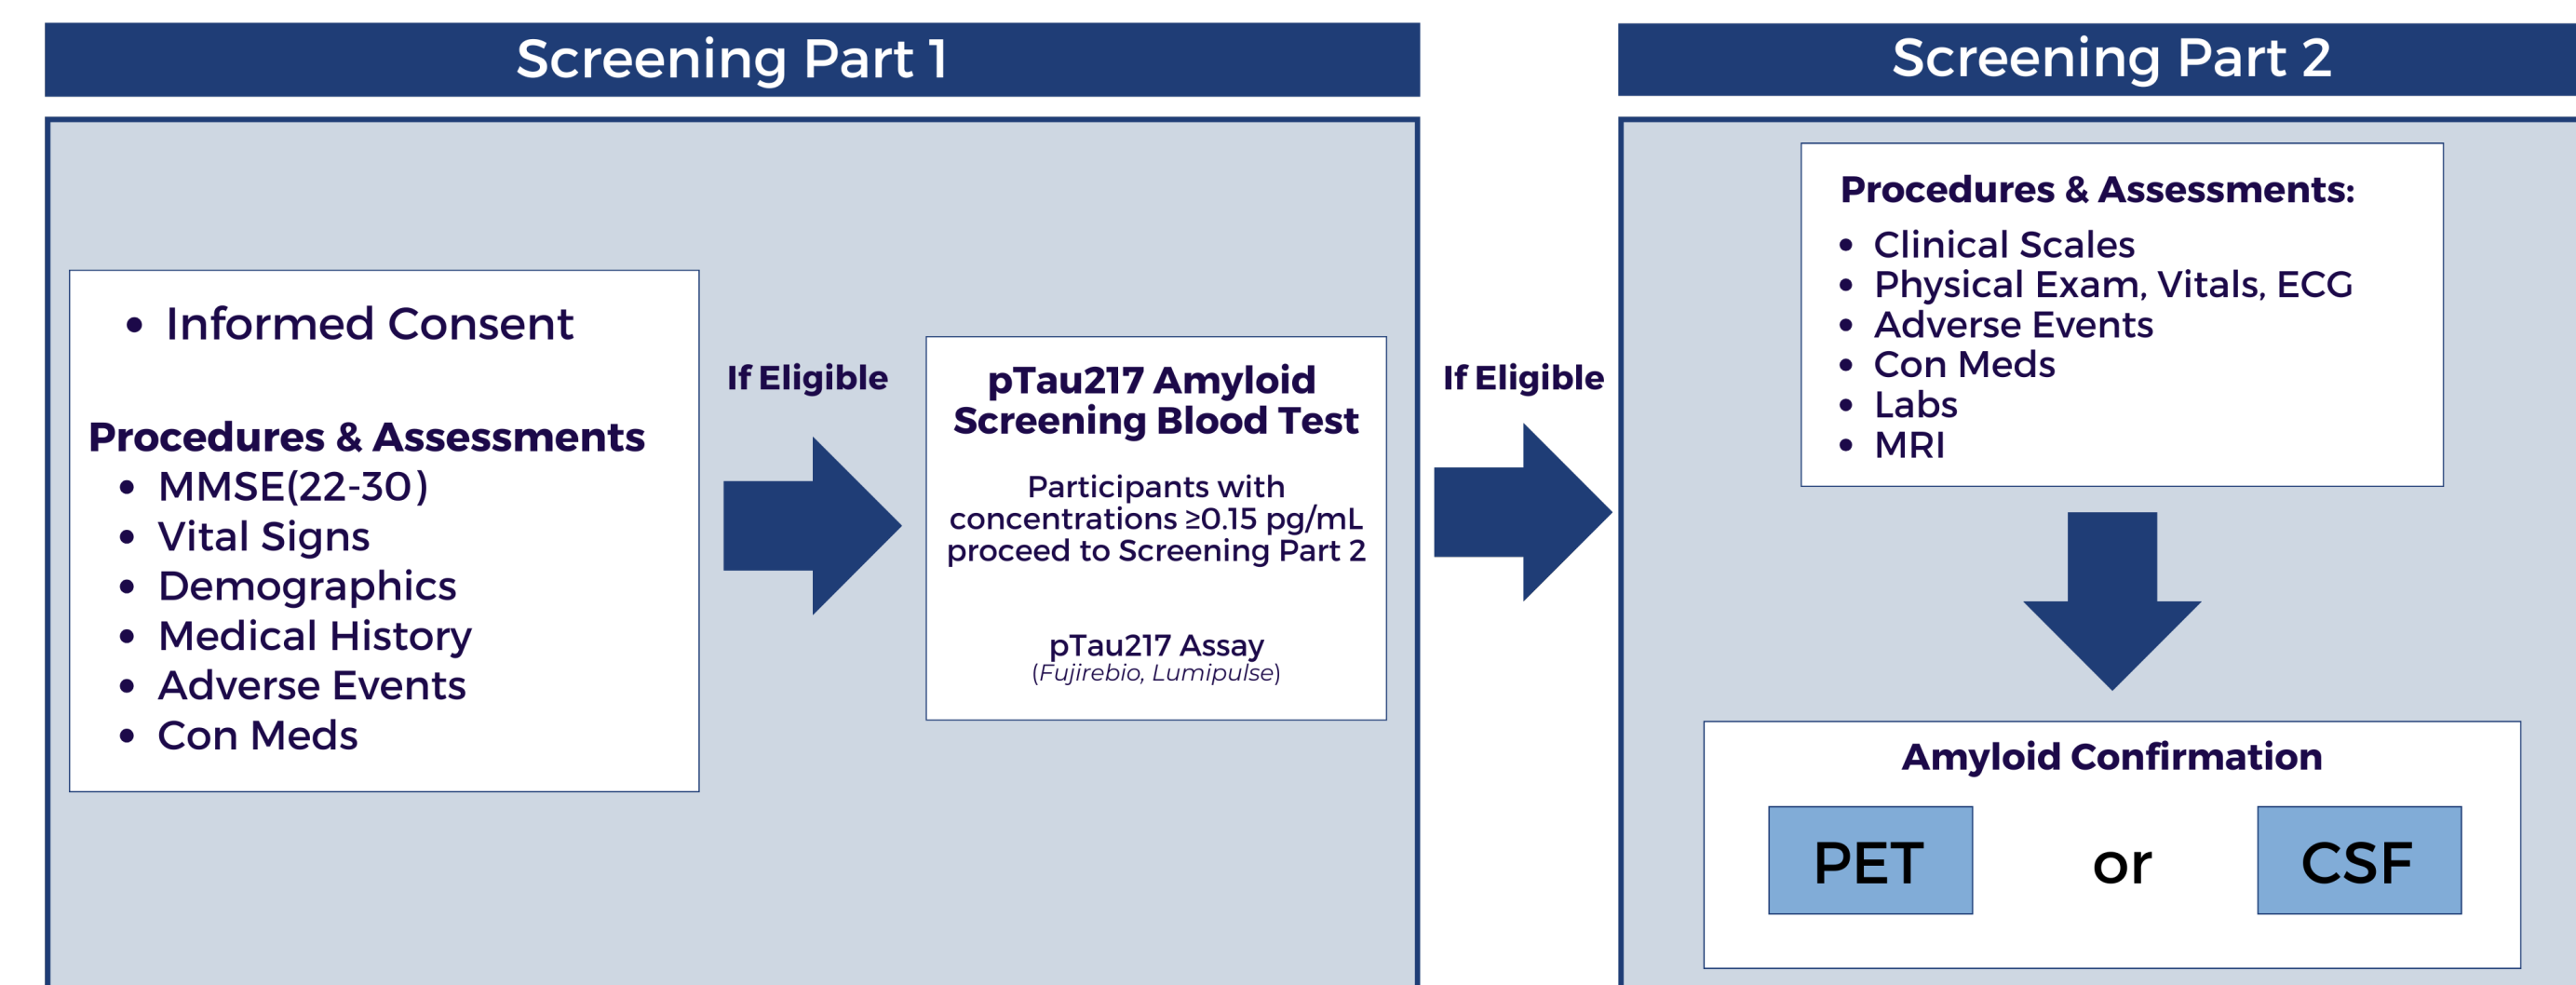 Screening Part 1
• Informed Consent
Procedures & Assessments
• MMSE(22-30)
• Vital Signs
• Demographics
• Medical History
• Adverse Events
• Con Meds
If Eligible
pTau217 Amyloid
Screening Blood Test
Participants with
concentrations ≥0.15 pg/mL
proceed to Screening Part 2
pTau217 Assay
(Fujirebio, Lumipulse)
If Eligible
Screening Part 2
Procedures & Assessments:
• Clinical Scales
• Physical Exam, Vitals, ECG
• Adverse Events
• Con Meds
• Labs
• MRI
Amyloid Confirmation
PET or CSF